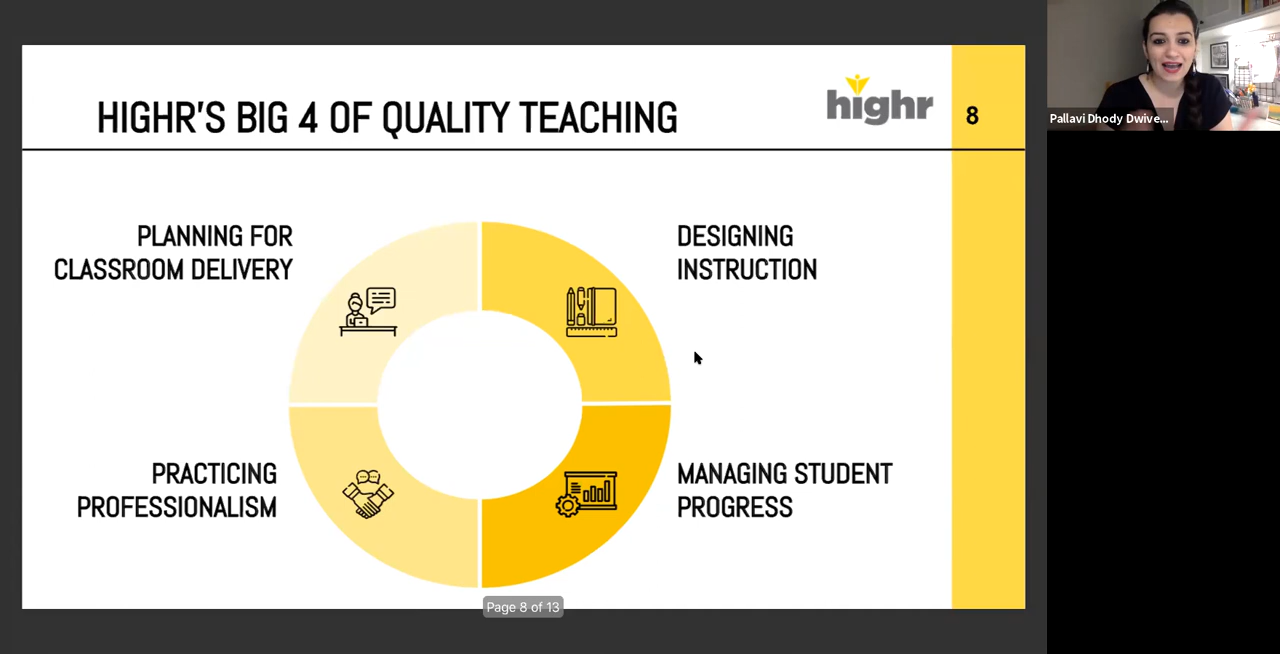 HIGHR'S BIG 4 OF QUALITY TEACHING
highr
8
PLANNING FOR
CLASSROOM DELIVERY
DESIGNING
INSTRUCTION
PRACTICING
PROFESSIONALISM
MANAGING STUDENT
PROGRESS
Page 8 of 13
Pallavi Dhody Dwive...